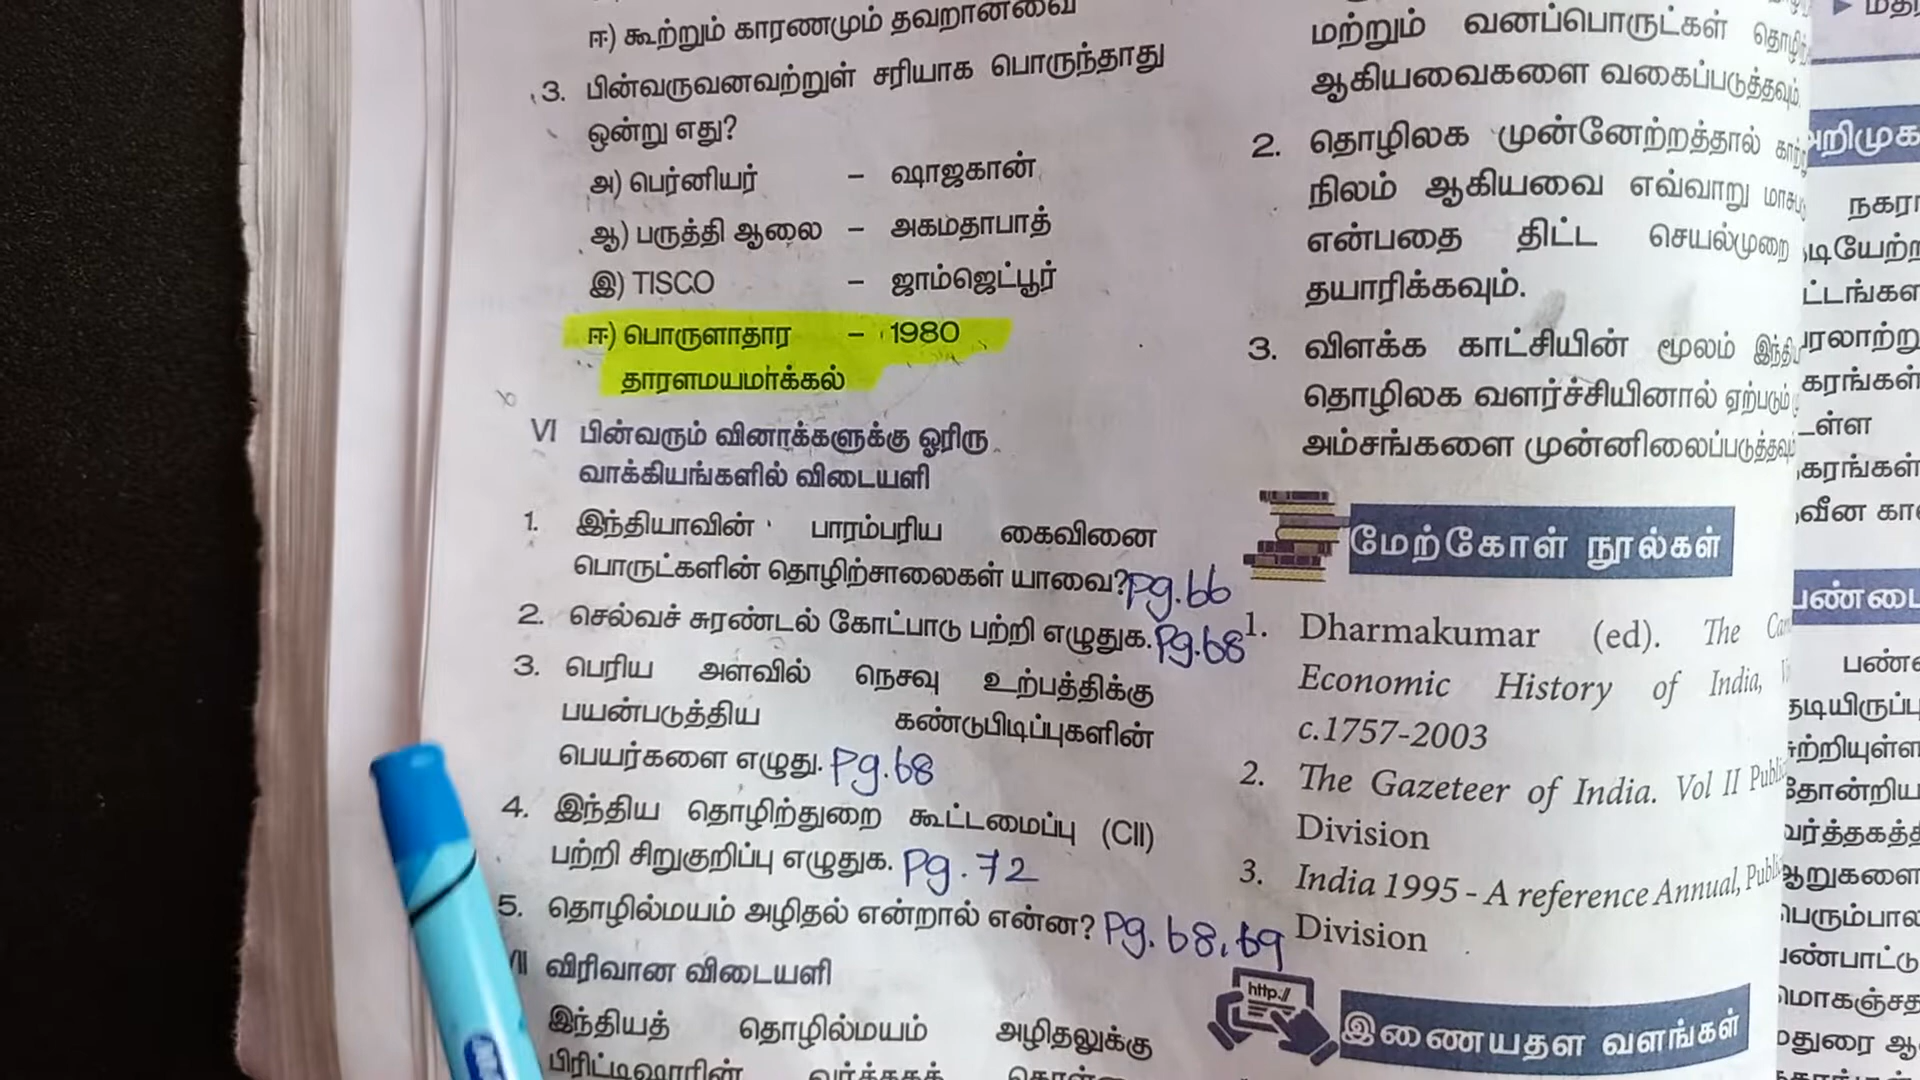 ஈ) கூற்றும் காரணமும் தவறானவை
3. பின்வருவனவற்றுள் சரியாக பொருந்தாது
ஒன்று எது?
அ) பெர்னியர் – ஷாஜகான்
ஆ) பருத்தி ஆலை – அகமதாபாத்
இ) TISCO – ஜாம்ஜெட்பூர்
ஈ) பொருளாதார – 1980
தாரளமயமாக்கல்
VI பின்வரும் வினாக்களுக்கு ஓரிரு
வாக்கியங்களில் விடையளி
1. இந்தியாவின் பாரம்பரிய கைவினை
பொருட்களின் தொழிற்சாலைகள் யாவை? Pg.66
2. செல்வச் சுரண்டல் கோட்பாடு பற்றி எழுதுக. Pg.68
3. பெரிய அளவில் நெசவு உற்பத்திக்கு
பயன்படுத்திய கண்டுபிடிப்புகளின்
பெயர்களை எழுது. Pg.68
4. இந்திய தொழிற்துறை கூட்டமைப்பு (CII)
பற்றி சிறுகுறிப்பு எழுதுக. Pg.72
5. தொழில்மயம் அழிதல் என்றால் என்ன? Pg.68,69
VII விரிவான விடையளி
இந்தியத் தொழில்மயம் அழிதலுக்கு
பிரிட்டிஷாரின் வர்த்தகக்
மற்றும் வனப்பொருட்கள்
ஆகியவைகளை வகைப்படுத்தவும்.
2. தொழிலக முன்னேற்றத்தால்
நிலம் ஆகியவை எவ்வாறு
என்பதை திட்ட செயல்முறை
தயாரிக்கவும்.
3. விளக்க காட்சியின் மூலம்
தொழிலக வளர்ச்சியினால் ஏற்படும்
அம்சங்களை முன்னிலைப்படுத்தவும்
மேற்கோள் நூல்கள்
1. Dharmakumar (ed). The
Economic History of India,
c.1757-2003
2. The Gazeteer of India. Vol II
Division
3. India 1995 - A reference Annual,
Division
http://
இணையதள வளங்கள்